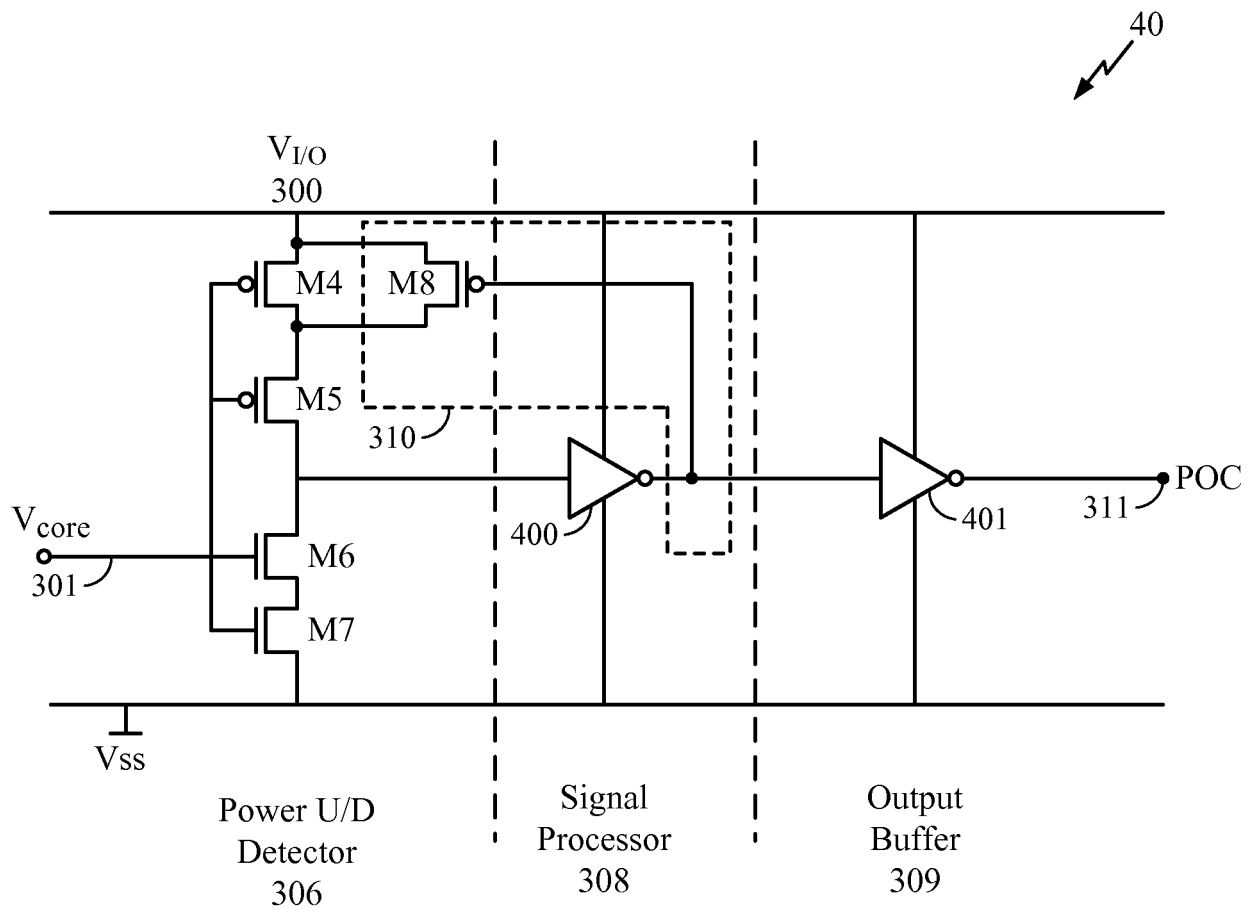 40
V_I/O
300
M4
M8
M5
310
400
401
311
POC
V_core
301
M6
M7
Vss
Power U/D
Detector
306
Signal
Processor
308
Output
Buffer
309